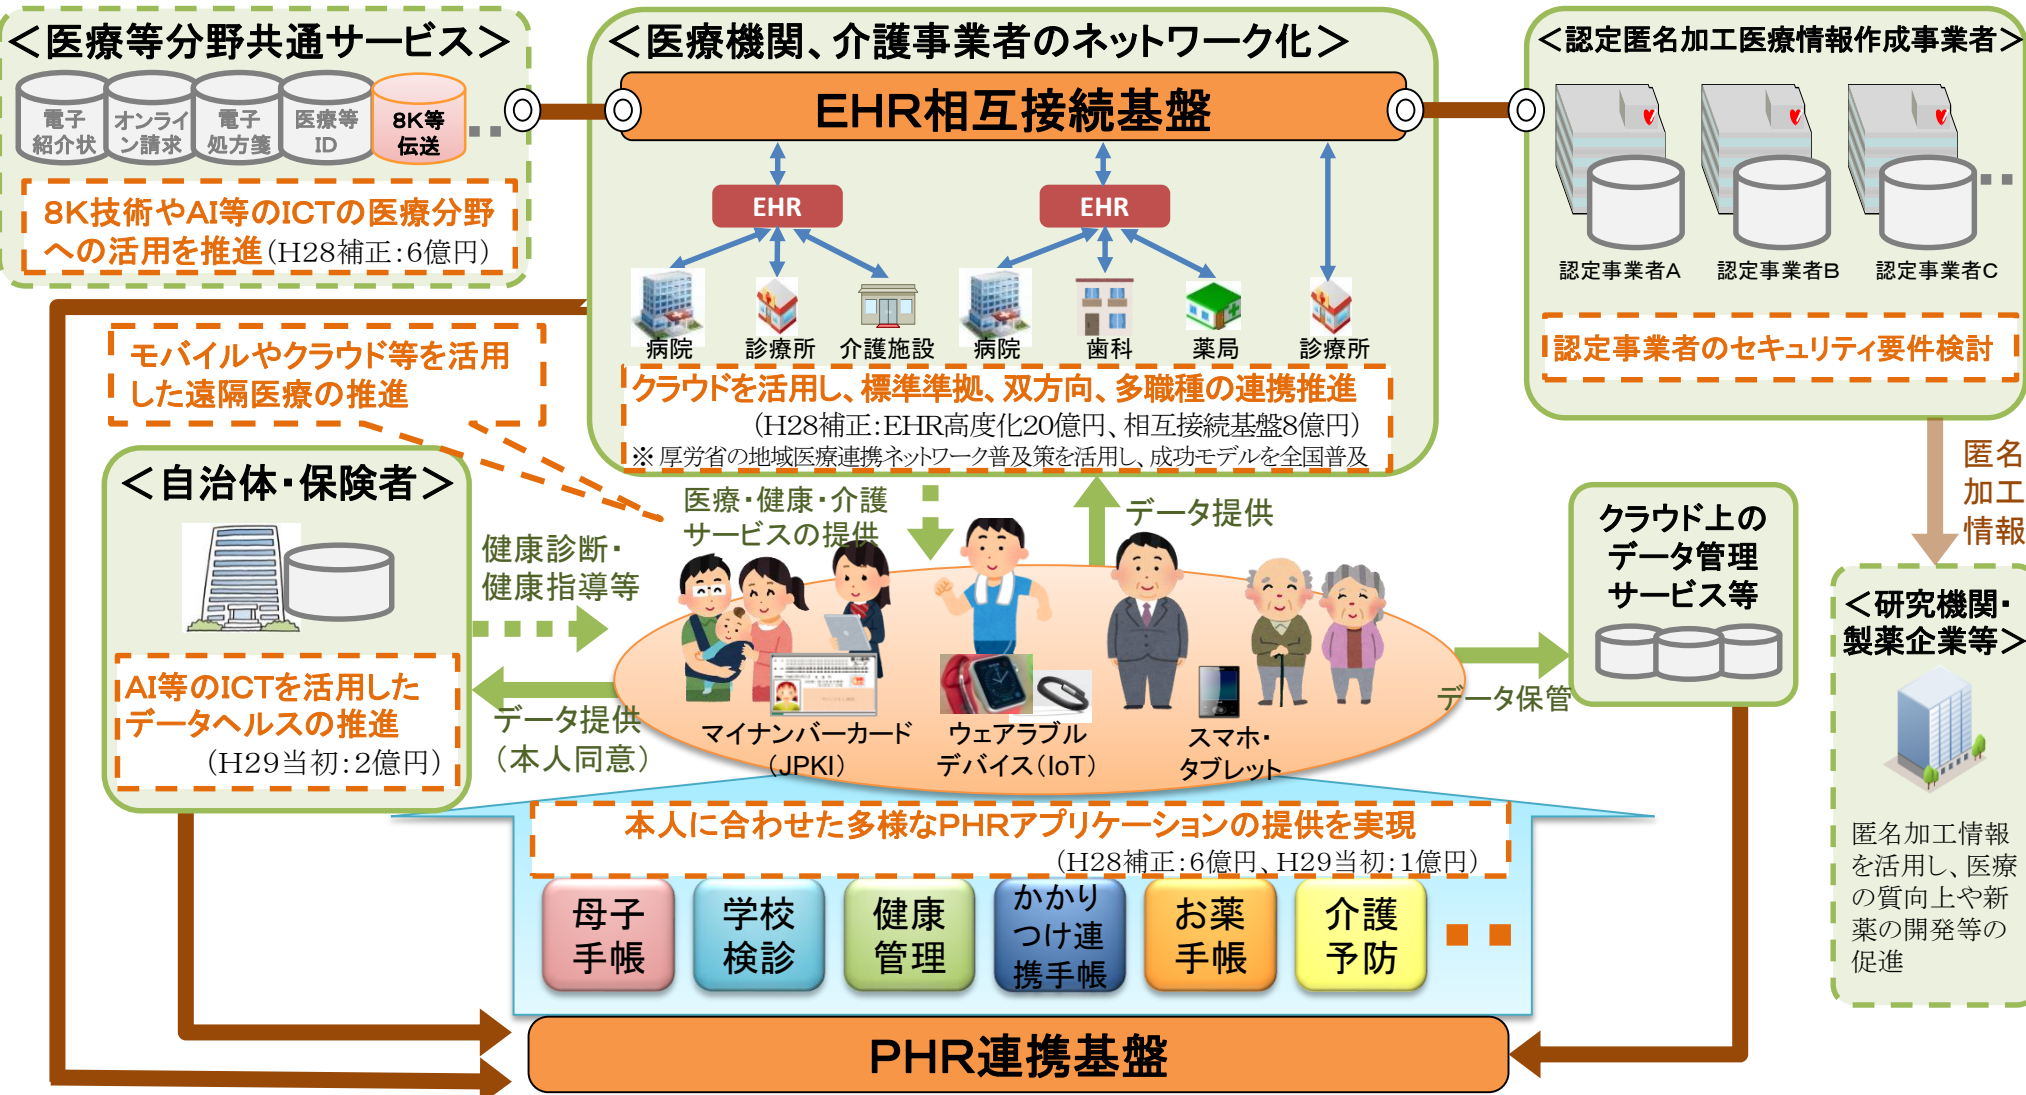 ＜医療等分野共通サービス＞
電子
紹介状
オンライ
ン請求
電子
処方箋
医療等
ID
8K等
伝送
8K技術やAI等のICTの医療分野
への活用を推進(H28補正：6億円)
＜医療機関、介護事業者のネットワーク化＞
EHR相互接続基盤
EHR
EHR
病院
診療所
介護施設
病院
歯科
薬局
診療所
クラウドを活用し、標準準拠、双方向、多職種の連携推進
（H28補正：EHR高度化20億円、相互接続基盤8億円）
※厚労省の地域医療連携ネットワーク普及策を活用し、成功モデルを全国普及
＜認定匿名加工医療情報作成事業者＞
認定事業者A
認定事業者B
認定事業者C
認定事業者のセキュリティ要件検討
モバイルやクラウド等を活用
した遠隔医療の推進
＜自治体・保険者＞
AI等のICTを活用した
データヘルスの推進
（H29当初：2億円）
健康診断・
健康指導等
データ提供
（本人同意）
医療・健康・介護
サービスの提供
データ提供
マイナンバーカード
（JPKI）
ウェアラブル
デバイス（IoT）
スマホ・
タブレット
データ保管
クラウド上の
データ管理
サービス等
匿名
加工
情報
＜研究機関・
製薬企業等＞
匿名加工情報
を活用し、医療
の質向上や新
薬の開発等の
促進
本人に合わせた多様なPHRアプリケーションの提供を実現
（H28補正：6億円、H29当初：1億円）
母子
手帳
学校
検診
健康
管理
かかり
つけ連
携手帳
お薬
手帳
介護
予防
PHR連携基盤